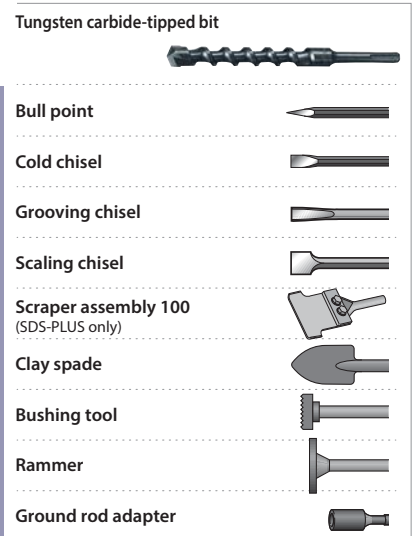 Tungsten carbide-tipped bit
Bull point
Cold chisel
Grooving chisel
Scaling chisel
Scraper assembly 100
(SDS-PLUS only)
Clay spade
Bushing tool
Rammer
Ground rod adapter